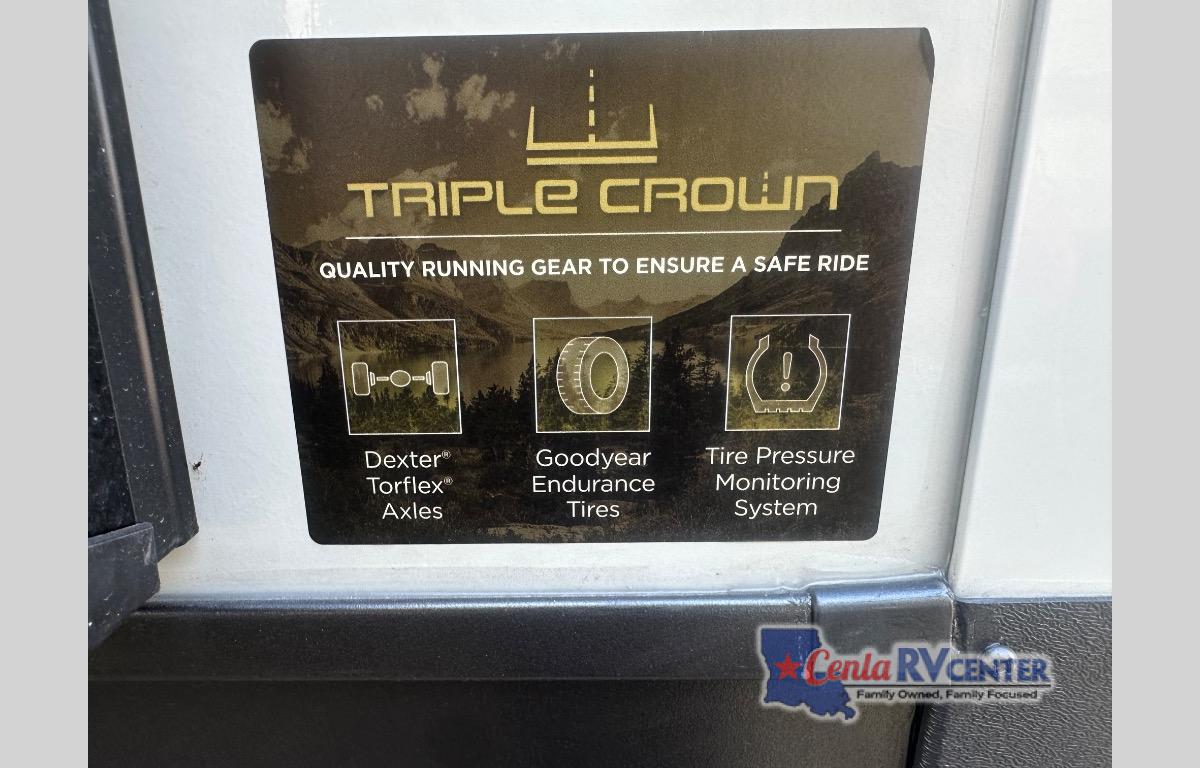 TRIPLE CROWN
QUALITY RUNNING GEAR TO ENSURE A SAFE RIDE
Dexter®
Torflex®
Axles
Goodyear
Endurance
Tires
Tire Pressure
Monitoring
System
Cenla RV CENTER
Family Owned, Family Focused